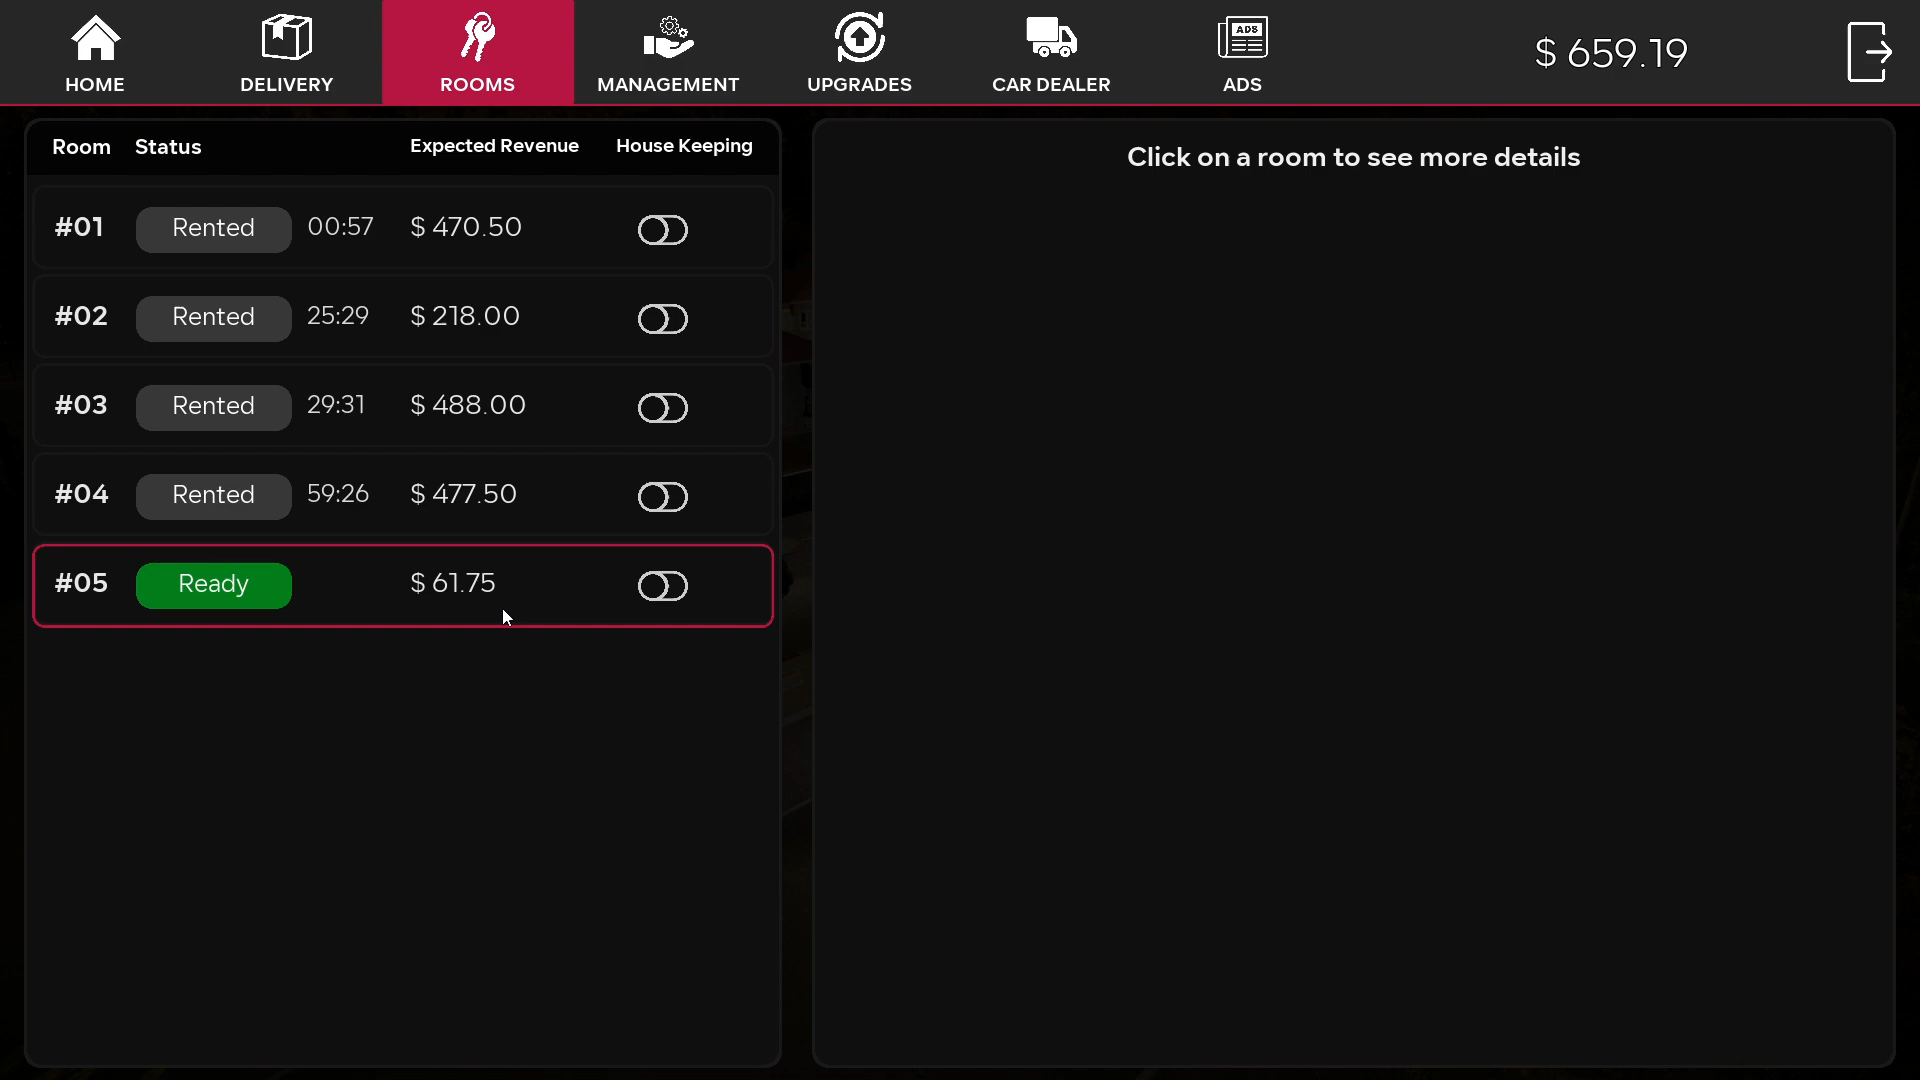 HOME DELIVERY ROOMS MANAGEMENT UPGRADES CAR DEALER ADS $ 659.19
ADS
Room Status Expected Revenue House Keeping
Click on a room to see more details
#01 Rented 00:57 $ 470.50
#02 Rented 25:29 $ 218.00
#03 Rented 29:31 $ 488.00
#04 Rented 59:26 $ 477.50
#05 Ready $ 61.75